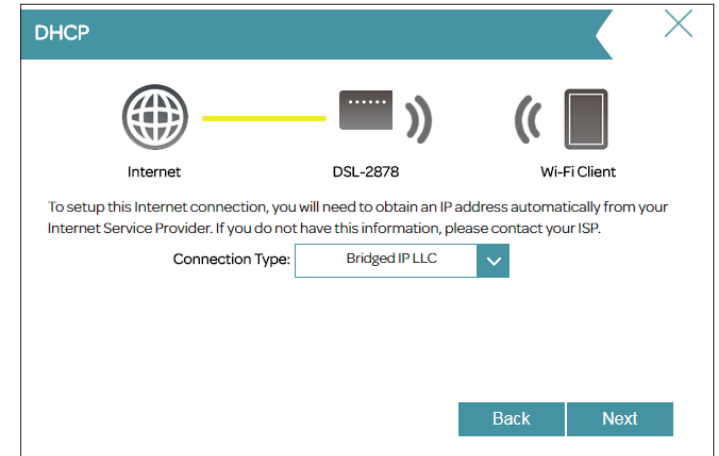 DHCP
Internet
DSL-2878
Wi-Fi Client
To setup this Internet connection, you will need to obtain an IP address automatically from your
Internet Service Provider. If you do not have this information, please contact your ISP.
Connection Type: Bridged IP LLC
Back Next